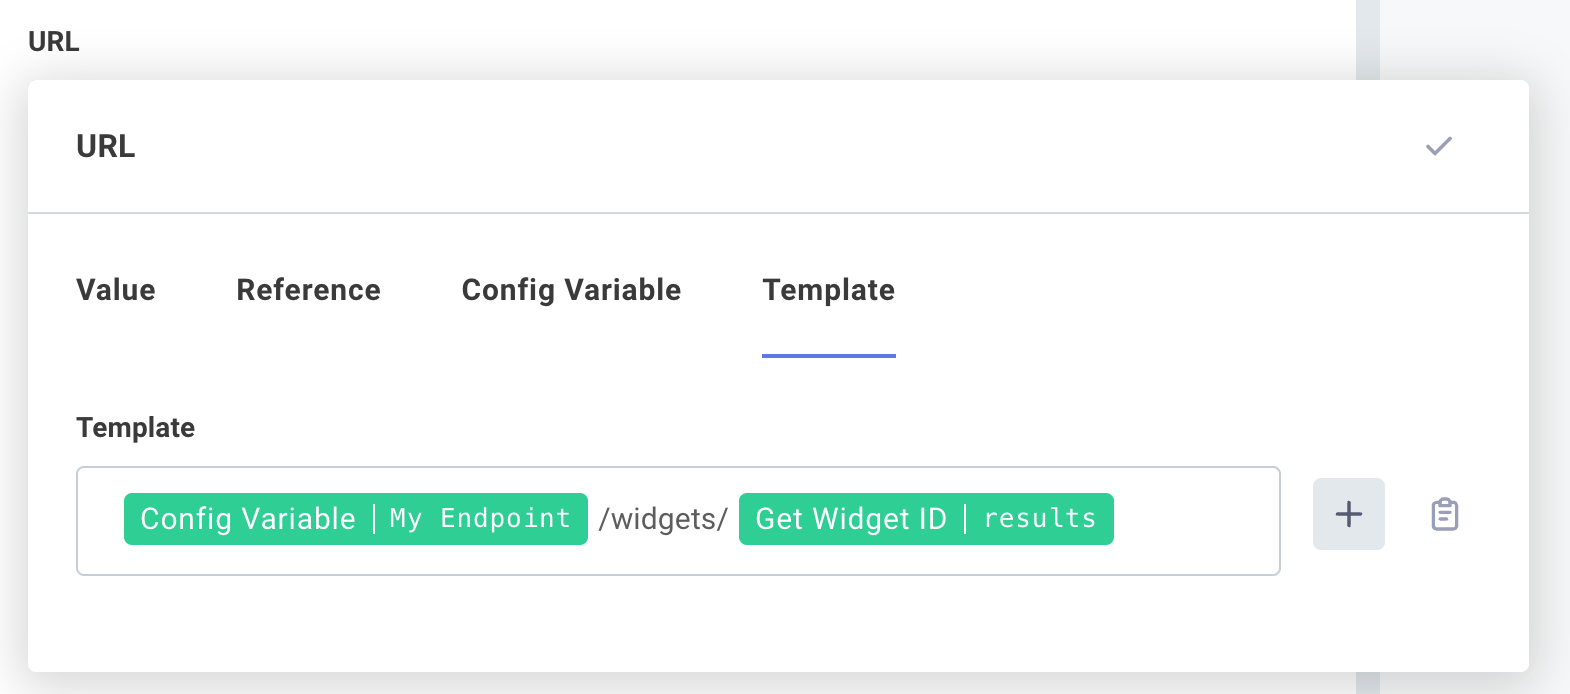 URL
URL
Value Reference Config Variable Template
Template
Config Variable | My Endpoint /widgets/ Get Widget ID | results